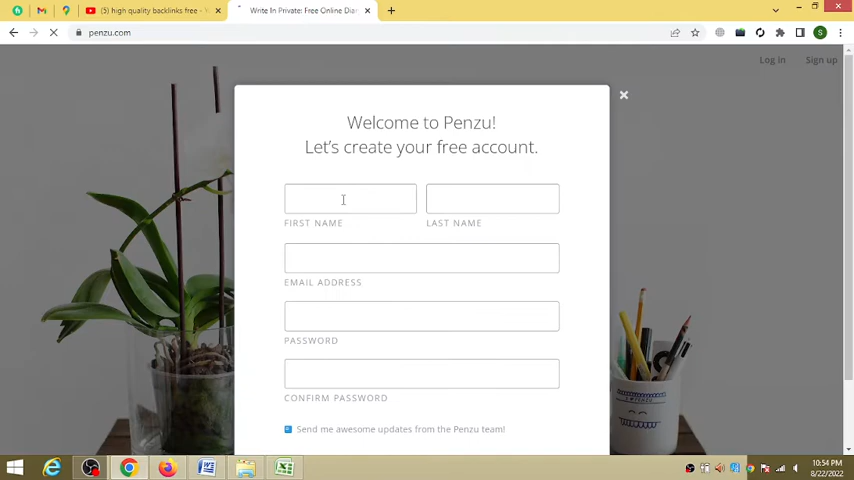 (5) high quality backlinks free -
Write In Private: Free Online Diar
penzu.com
S
Log in
Sign up
Welcome to Penzu!
Let's create your free account.
FIRST NAME
LAST NAME
EMAIL ADDRESS
PASSWORD
CONFIRM PASSWORD
Send me awesome updates from the Penzu team!
10:54 PM
8/22/2022